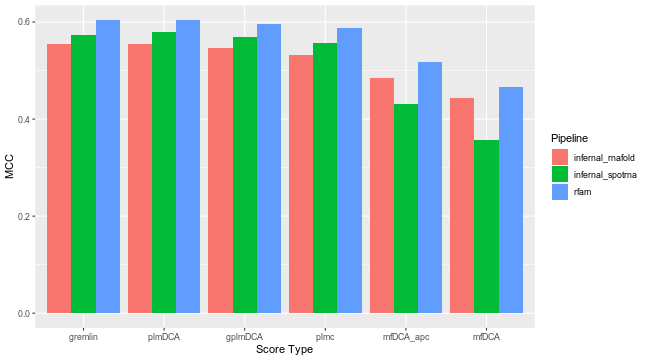 0.6
0.4
0.2
0.0
MCC
gremlin plmDCA gplmDCA plmc mfDCA_apc mfDCA
Score Type
Pipeline
infernal_rnafold
infernal_spotrna
rfam